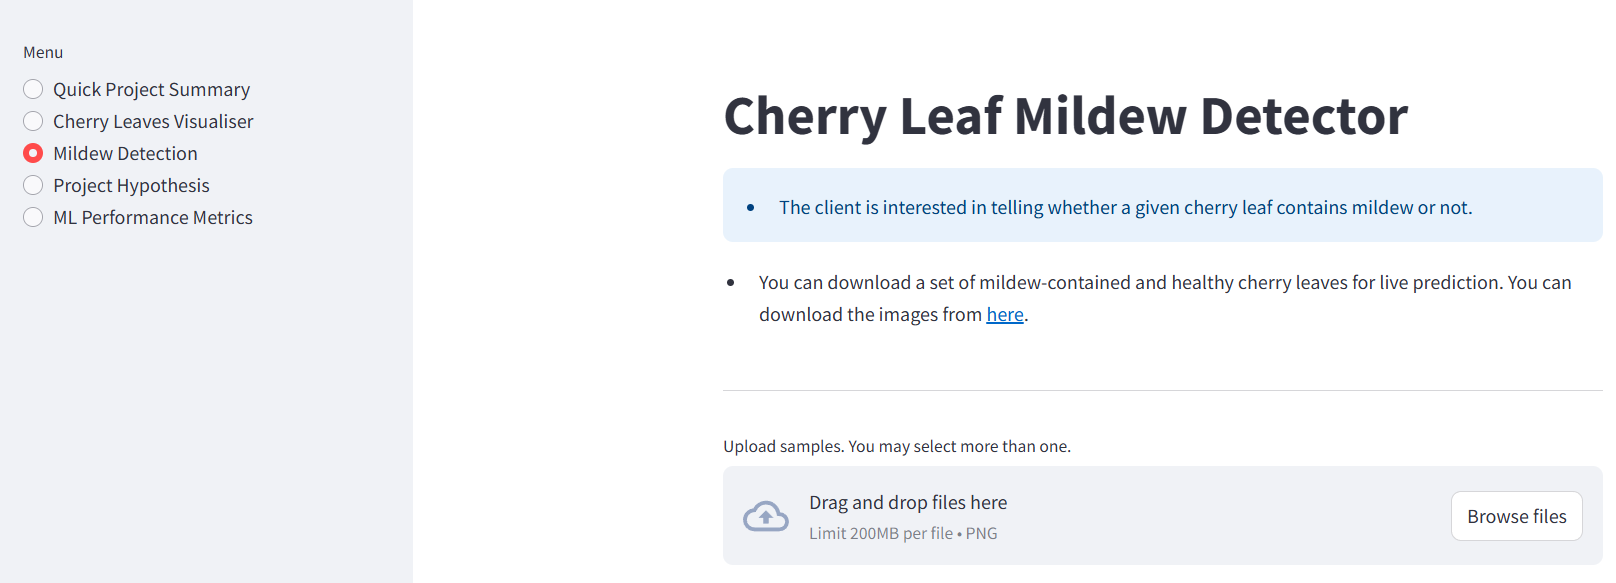 Menu
Quick Project Summary
Cherry Leaves Visualiser
Mildew Detection
Project Hypothesis
ML Performance Metrics
Cherry Leaf Mildew Detector
• The client is interested in telling whether a given cherry leaf contains mildew or not.
• You can download a set of mildew-contained and healthy cherry leaves for live prediction. You can
download the images from here.
Upload samples. You may select more than one.
Drag and drop files here
Limit 200MB per file • PNG
Browse files